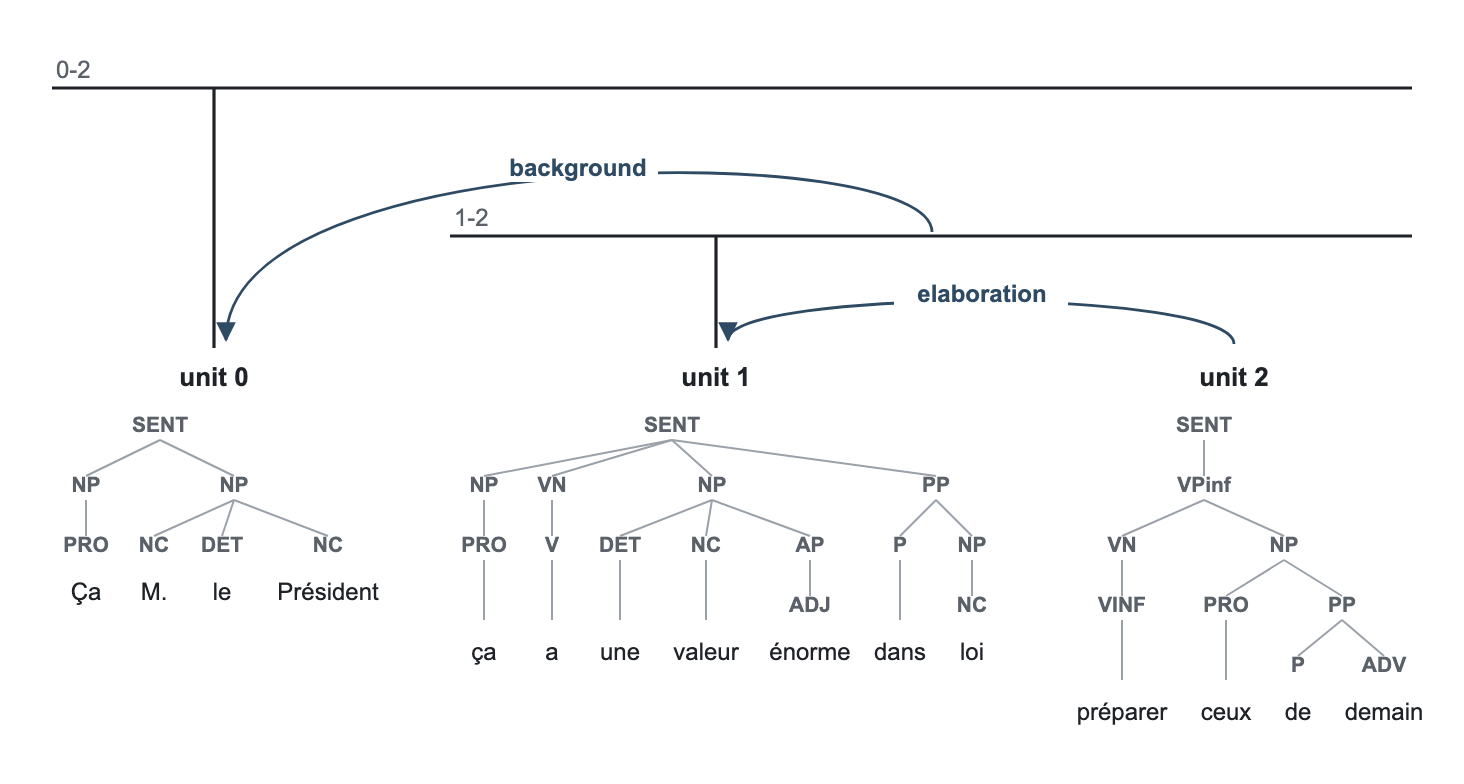 0-2
background
1-2
elaboration
unit 0 unit 1 unit 2
SENT SENT SENT
NP NP NP VN NP PP VPinf
PRO NC DET NC PRO V DET NC AP P NP VN NP
Ça M. le Président ADJ NC VINF PRO PP
ça a une valeur énorme dans loi P ADV
préparer ceux de demain